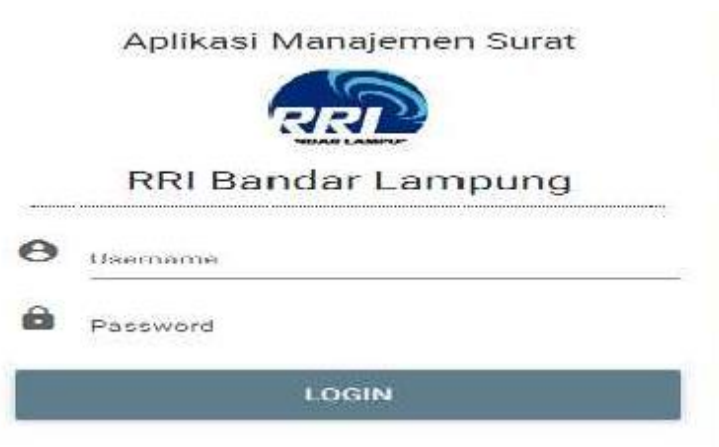 Aplikasi Manajemen Surat
RRI
RRI Bandar Lampung
Username
Password
LOGIN